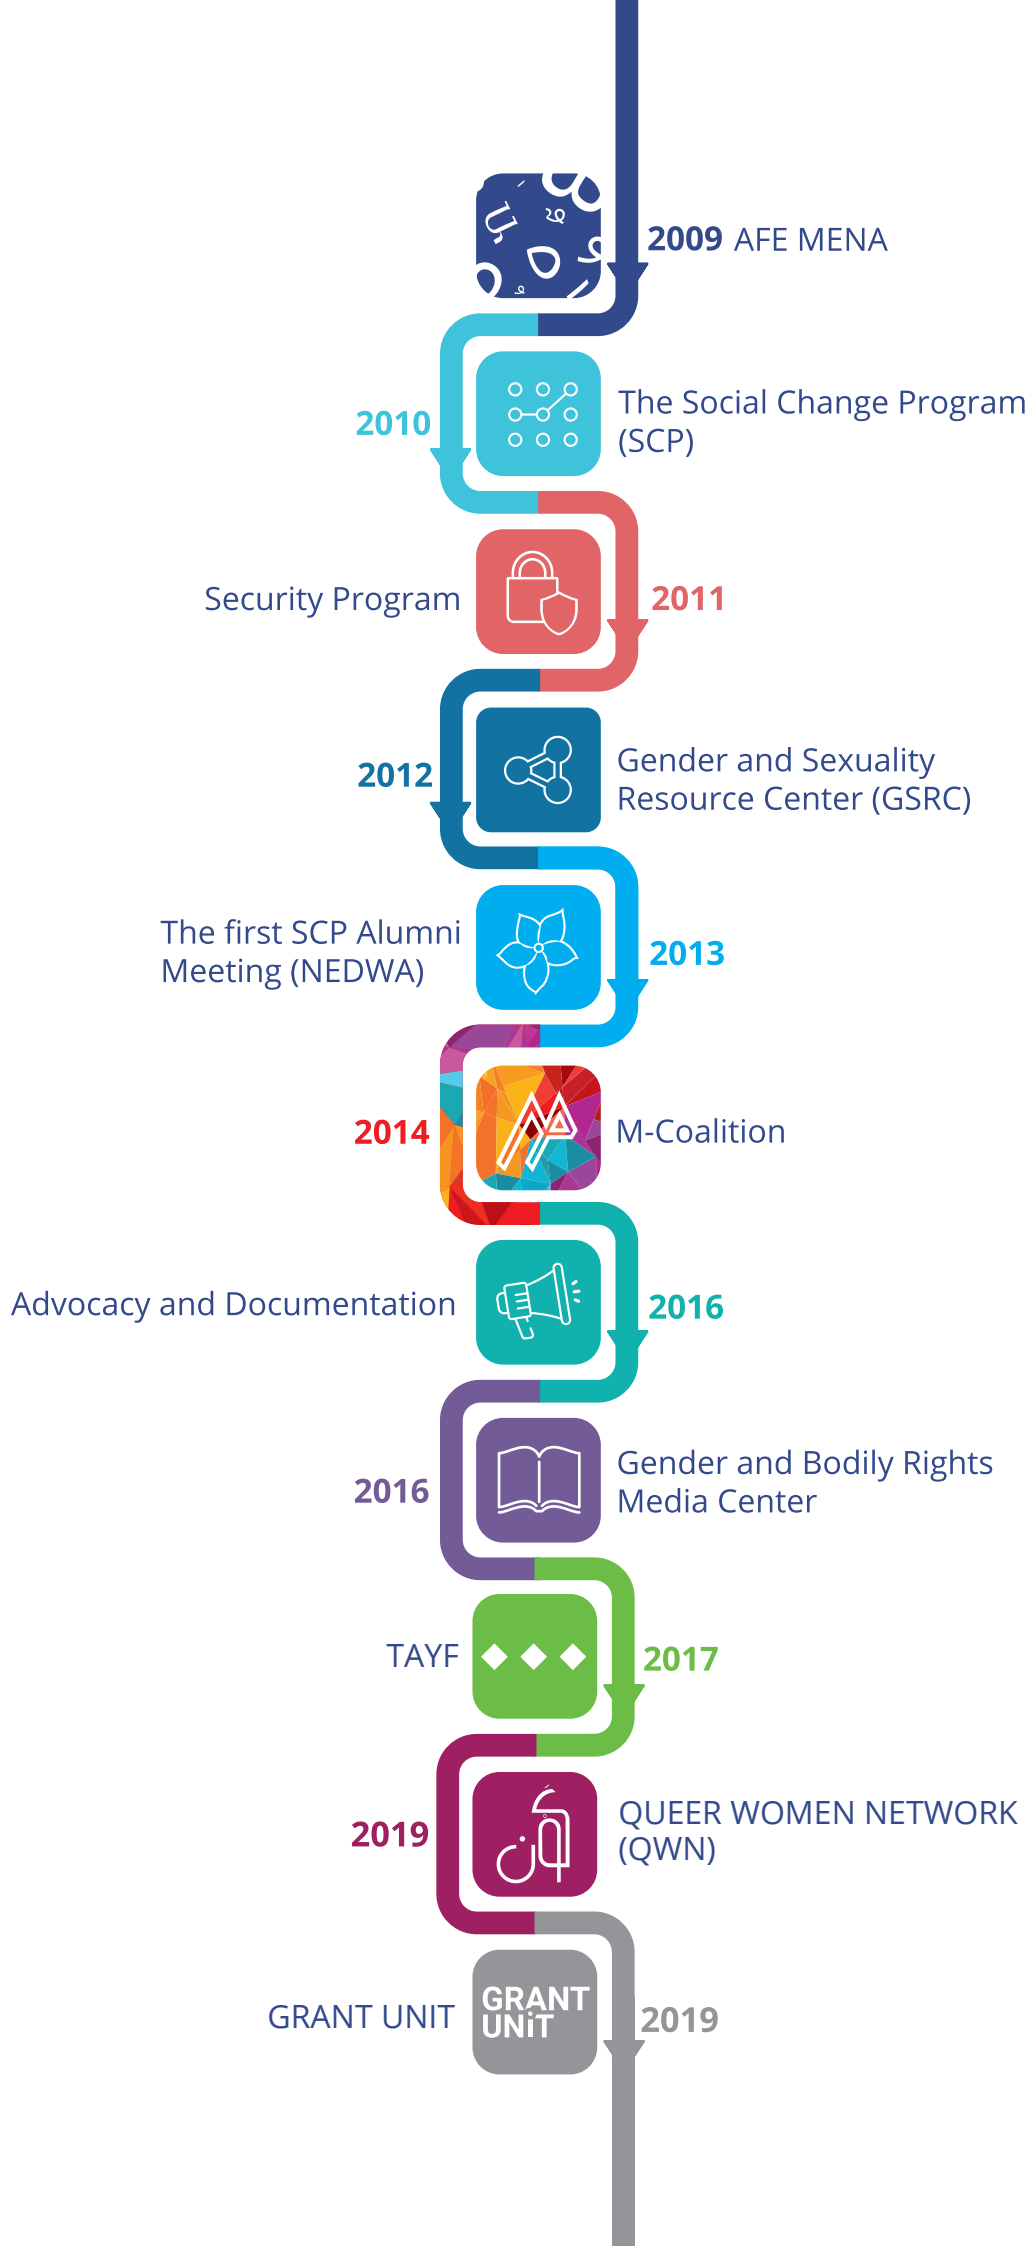 2009 AFE MENA
2010
The Social Change Program
(SCP)
Security Program
2011
2012
Gender and Sexuality
Resource Center (GSRC)
The first SCP Alumni
Meeting (NEDWA)
2013
2014
M-Coalition
Advocacy and Documentation
2016
2016
Gender and Bodily Rights
Media Center
TAYF
2017
2019
QUEER WOMEN NETWORK
(QWN)
GRANT UNIT
GRANT
UNiT
2019